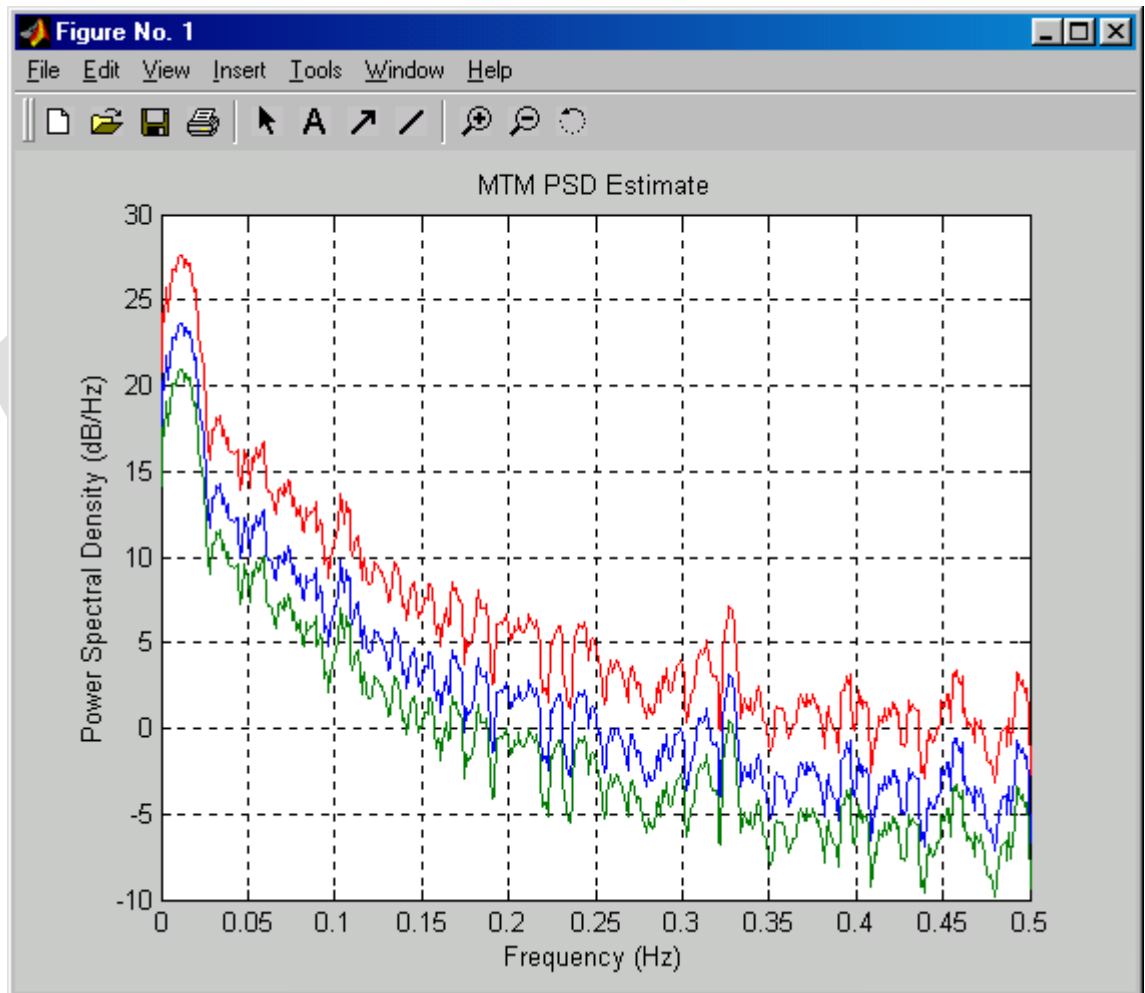 Figure No. 1
File Edit View Insert Tools Window Help
A
MTM PSD Estimate
30
25
20
15
10
5
0
-5
-10
Power Spectral Density (dB/Hz)
0 0.05 0.1 0.15 0.2 0.25 0.3 0.35 0.4 0.45 0.5
Frequency (Hz)